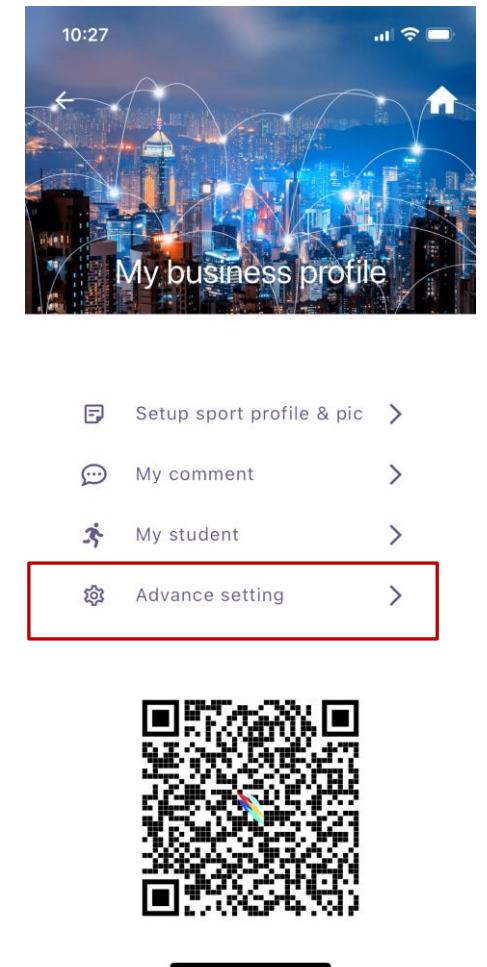 10:27
My business profile
Setup sport profile & pic
My comment
My student
Advance setting